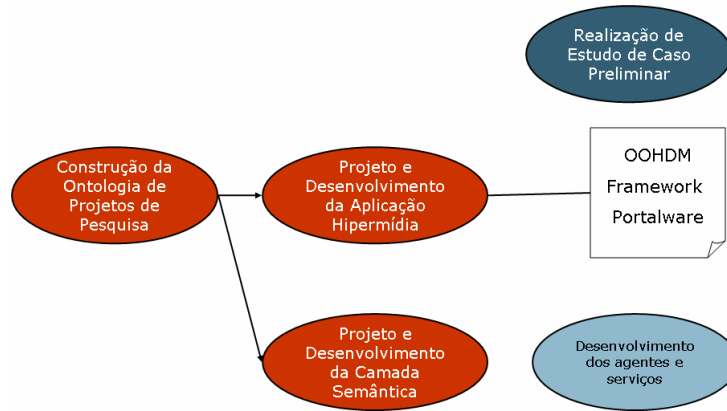 Realização de
Estudo de Caso
Preliminar
Construção da
Ontologia de
Projetos de
Pesquisa
Projeto e
Desenvolvimento
da Aplicação
Hipermídia
OOHDM
Framework
Portalware
Projeto e
Desenvolvimento
da Camada
Semântica
Desenvolvimento
dos agentes e
serviços